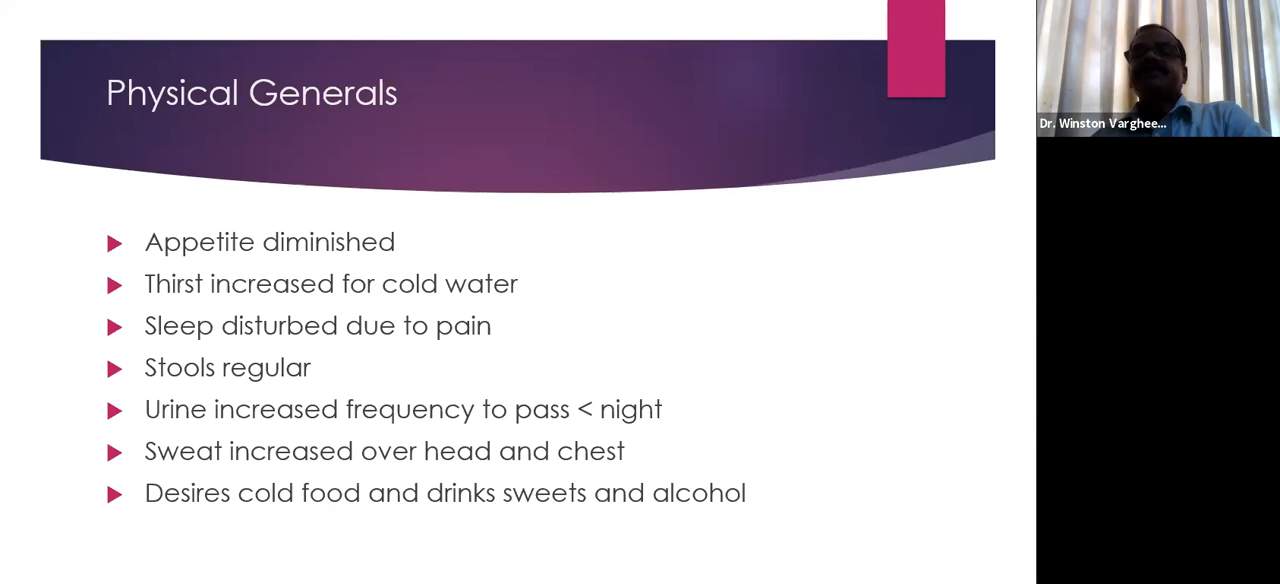 Physical Generals
Appetite diminished
Thirst increased for cold water
Sleep disturbed due to pain
Stools regular
Urine increased frequency to pass < night
Sweat increased over head and chest
Desires cold food and drinks sweets and alcohol
Dr. Winston Varghee...